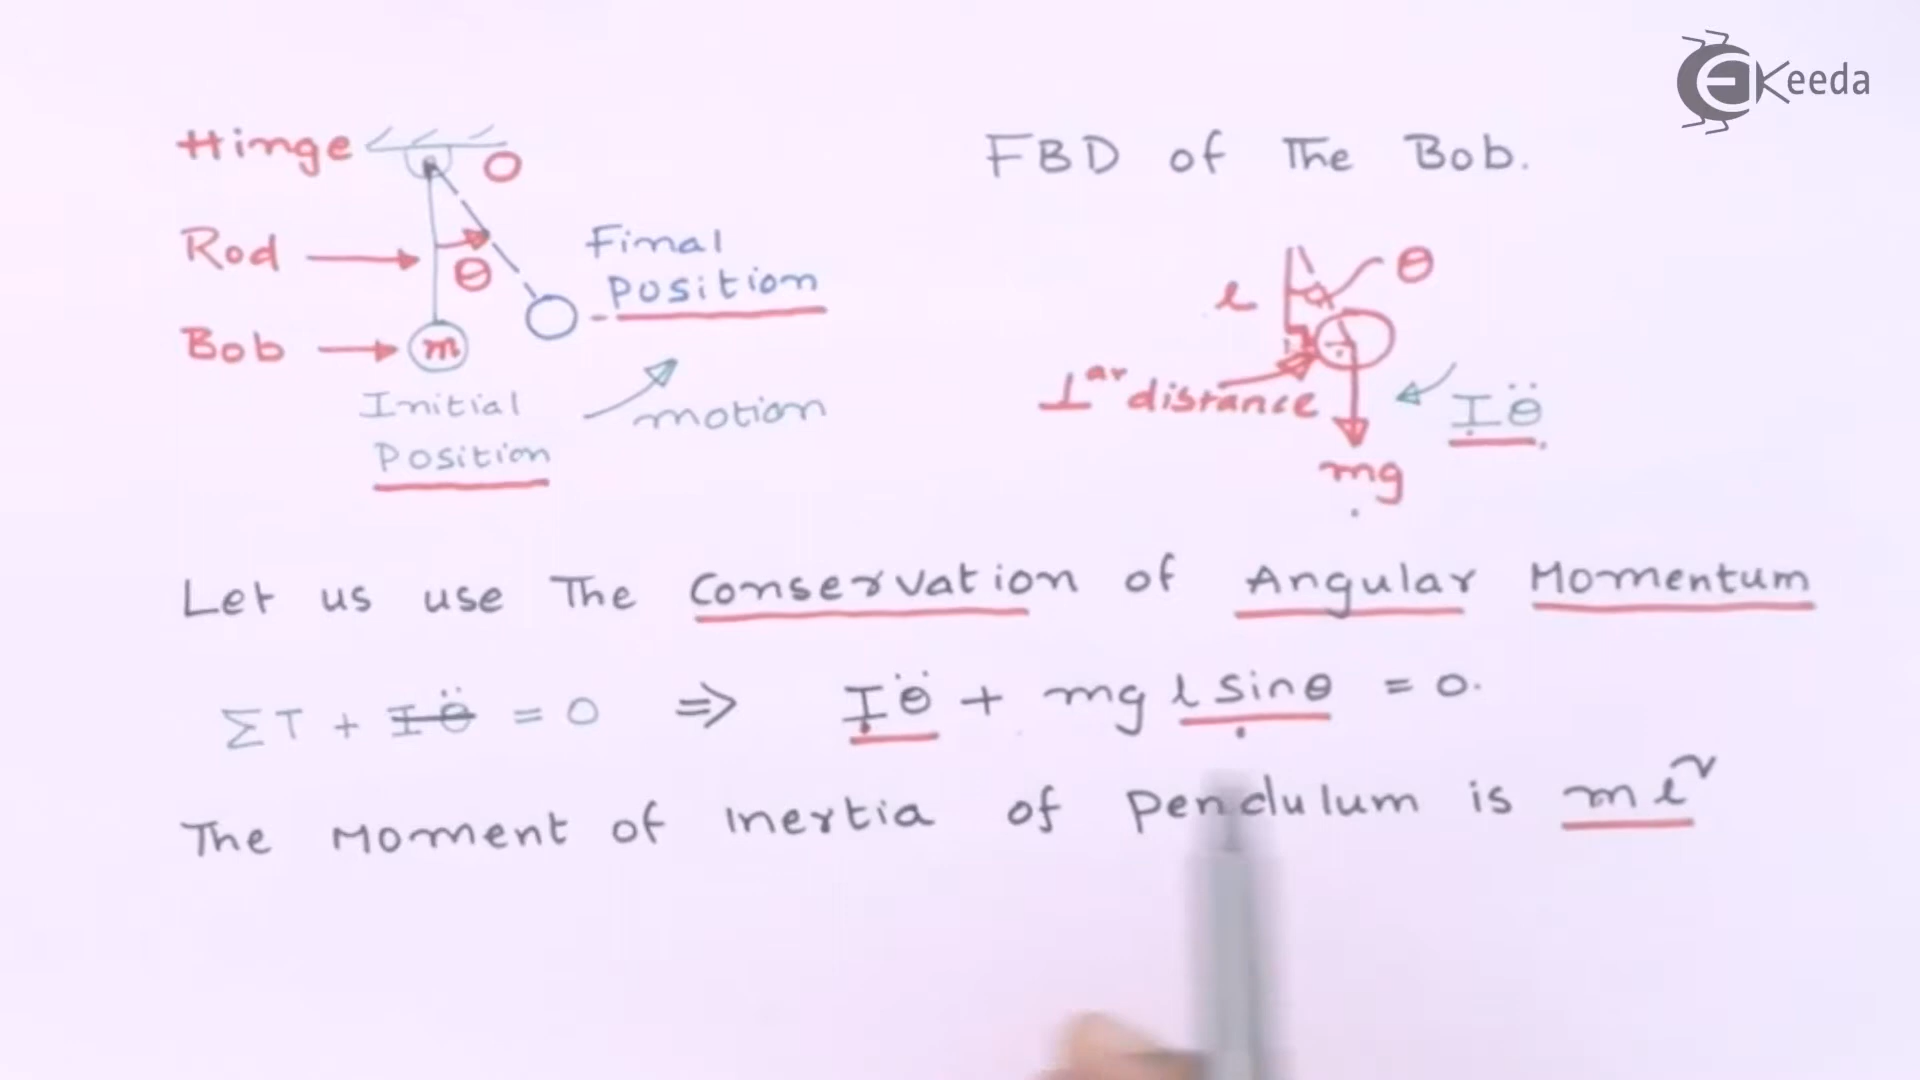 EKeeda
Hinge
O
FBD of The Bob.
Rod
θ
Final
Position
Bob
m
Initial
Position
motion
θ
l
⊥ar distance
Iθ̈
mg
Let us use The Conservation of Angular Momentum
ΣT + Iθ̈ = 0 ⇒ Iθ̈ + mg l sinθ = 0.
The Moment of Inertia of Pendulum is ml²